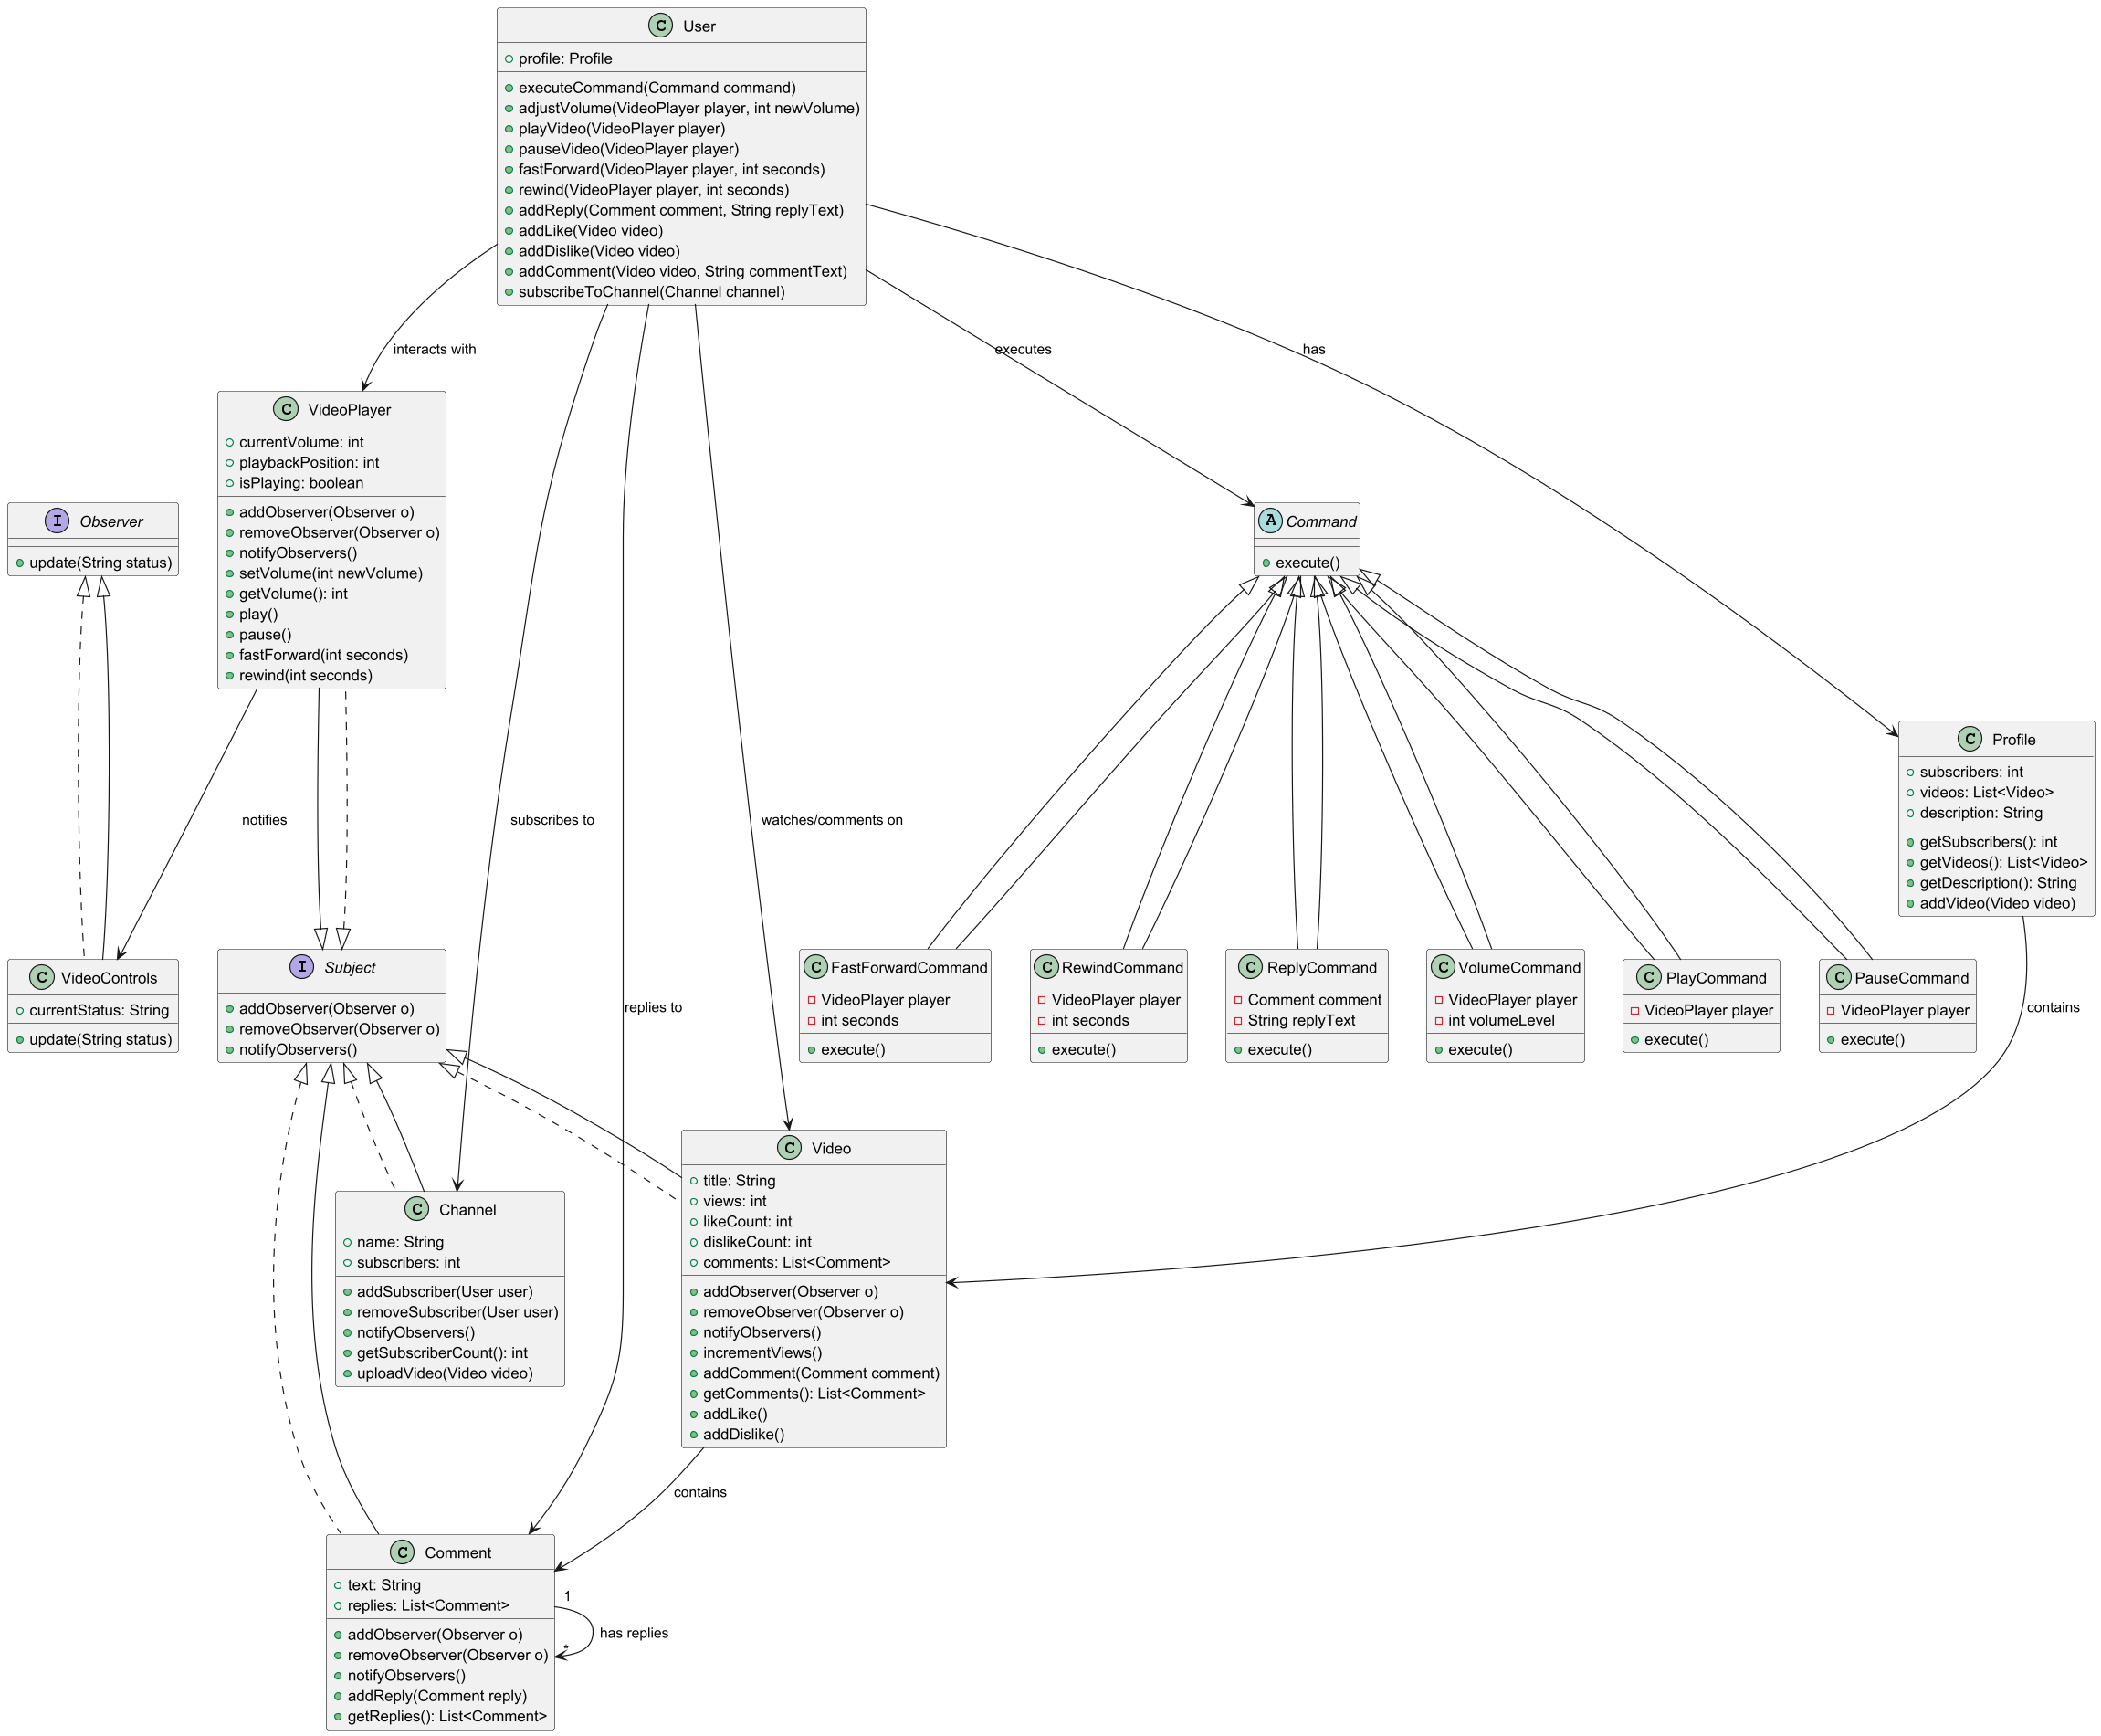 C User
profile: Profile
executeCommand(Command command)
adjustVolume(VideoPlayer player, int newVolume)
playVideo(VideoPlayer player)
pauseVideo(VideoPlayer player)
fastForward(VideoPlayer player, int seconds)
rewind(VideoPlayer player, int seconds)
addReply(Comment comment, String replyText)
addLike(Video video)
addDislike(Video video)
addComment(Video video, String commentText)
subscribeToChannel(Channel channel)
interacts with
executes
has
C VideoPlayer
currentVolume: int
playbackPosition: int
isPlaying: boolean
addObserver(Observer o)
removeObserver(Observer o)
notifyObservers()
setVolume(int newVolume)
getVolume(): int
play()
pause()
fastForward(int seconds)
rewind(int seconds)
I Observer
update(String status)
A Command
execute()
C Profile
subscribers: int
videos: List<Video>
description: String
getSubscribers(): int
getVideos(): List<Video>
getDescription(): String
addVideo(Video video)
notifies
subscribes to
watches/comments on
C VideoControls
currentStatus: String
update(String status)
I Subject
addObserver(Observer o)
removeObserver(Observer o)
notifyObservers()
replies to
C FastForwardCommand
VideoPlayer player
int seconds
execute()
C RewindCommand
VideoPlayer player
int seconds
execute()
C ReplyCommand
Comment comment
String replyText
execute()
C VolumeCommand
VideoPlayer player
int volumeLevel
execute()
C PlayCommand
VideoPlayer player
execute()
C PauseCommand
VideoPlayer player
execute()
contains
C Channel
name: String
subscribers: int
addSubscriber(User user)
removeSubscriber(User user)
notifyObservers()
getSubscriberCount(): int
uploadVideo(Video video)
C Video
title: String
views: int
likeCount: int
dislikeCount: int
comments: List<Comment>
addObserver(Observer o)
removeObserver(Observer o)
notifyObservers()
incrementViews()
addComment(Comment comment)
getComments(): List<Comment>
addLike()
addDislike()
contains
C Comment
text: String
replies: List<Comment>
addObserver(Observer o)
removeObserver(Observer o)
notifyObservers()
addReply(Comment reply)
getReplies(): List<Comment>
1
has replies
*